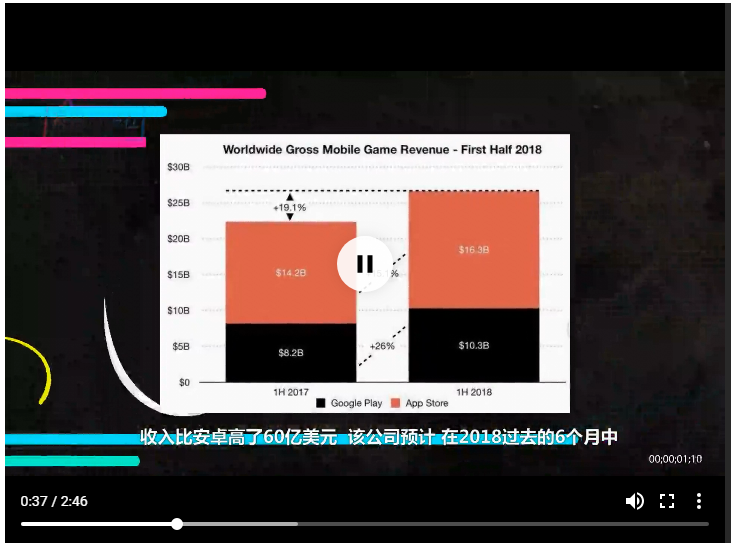 Worldwide Gross Mobile Game Revenue - First Half 2018
$30B
$25B
$20B
$15B
$10B
$5B
$0
+19.1%
$14.2B
$8.2B
+26%
$16.3B
$10.3B
1H 2017
1H 2018
Google Play
App Store
收入比安卓高了60亿美元 该公司预计 在2018过去的6个月中
00;00;01;10
0:37 / 2:46